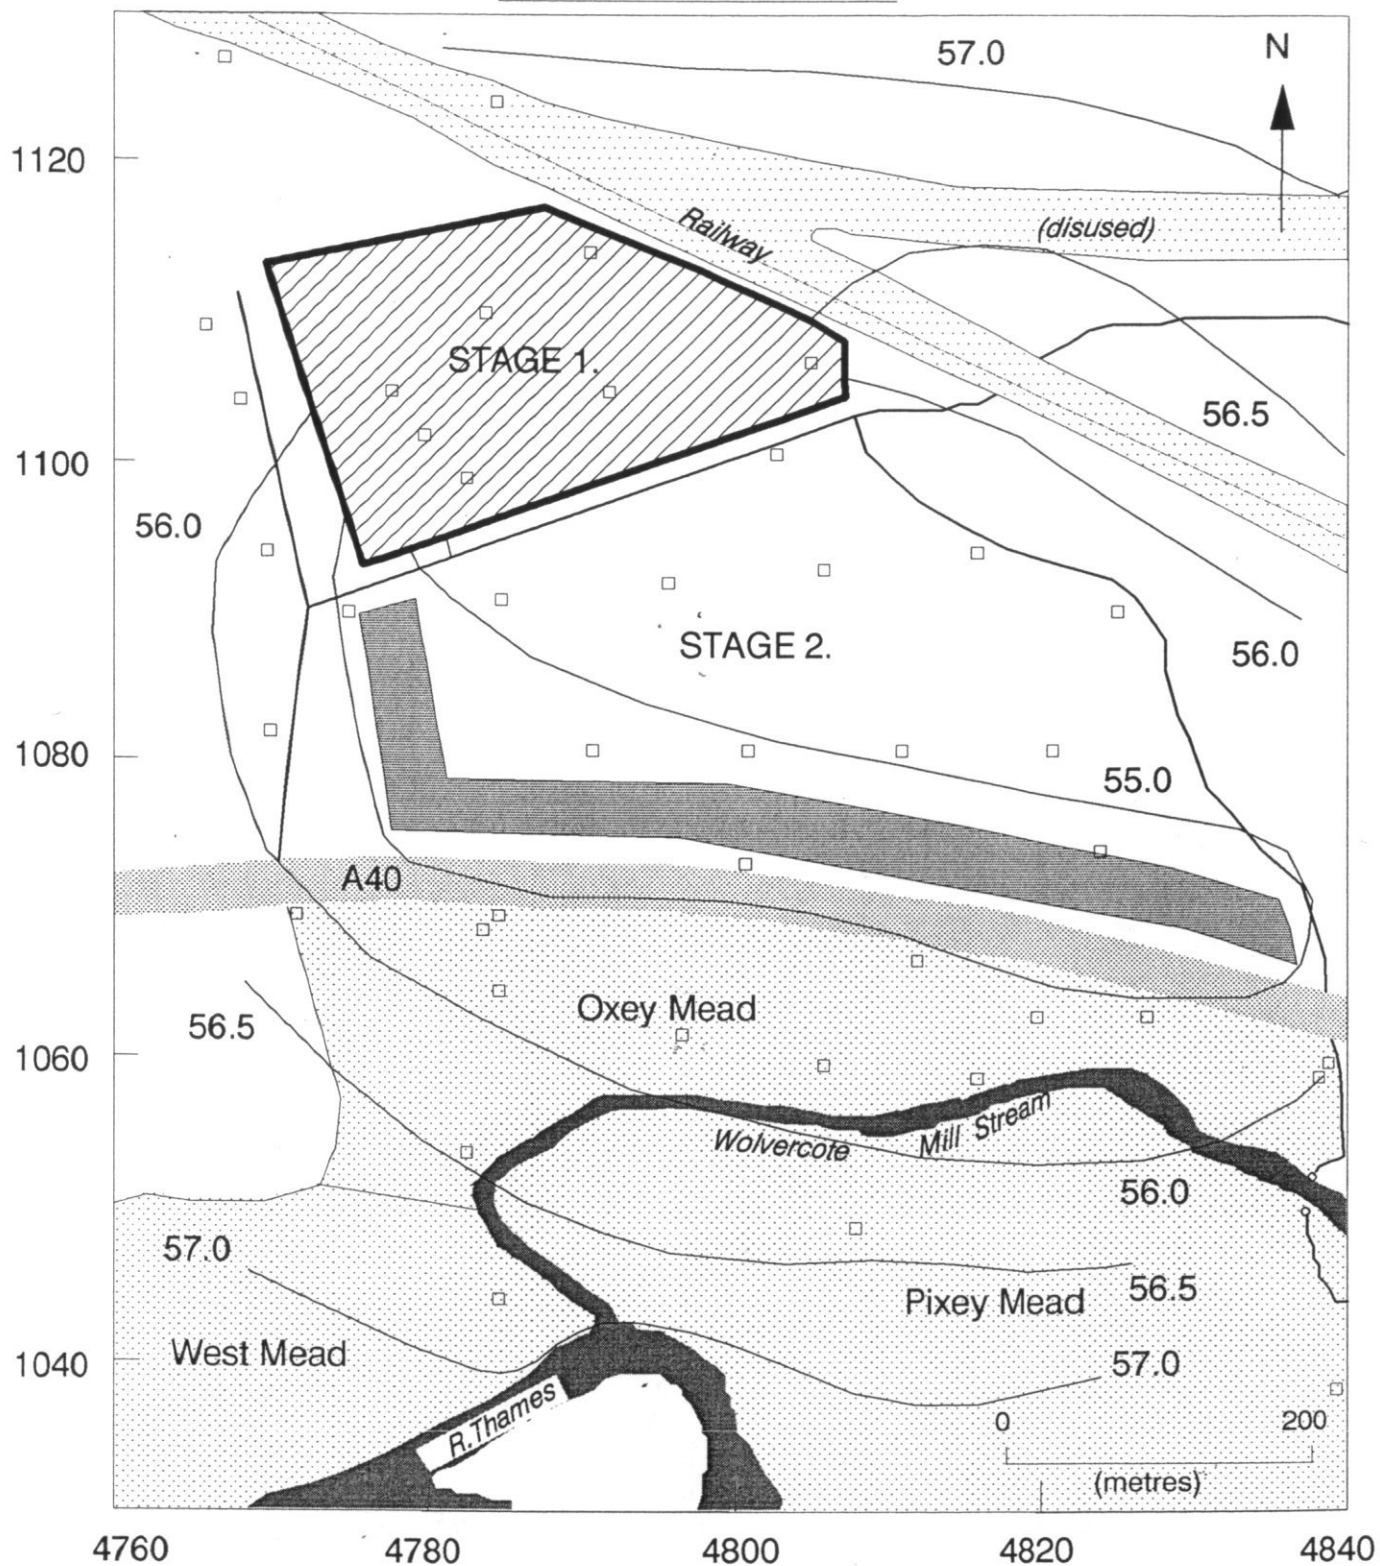 57.0
N
1120
Railway
(disused)
STAGE 1.
56.5
1100
56.0
STAGE 2.
56.0
1080
55.0
A40
Oxey Mead
56.5
1060
Wolvercote Mill Stream
56.0
57.0
56.5
Pixey Mead
West Mead
1040
57.0
R.Thames
0 200
(metres)
4760 4780 4800 4820 4840